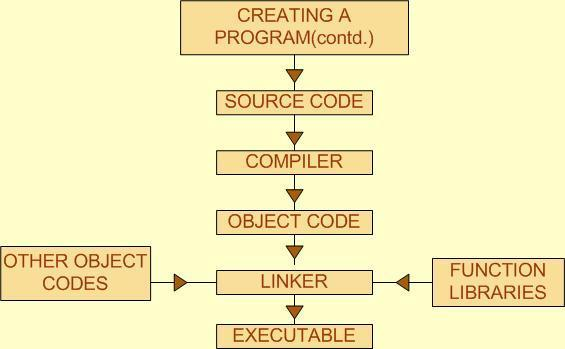 CREATING A
PROGRAM(contd.)
SOURCE CODE
COMPILER
OBJECT CODE
OTHER OBJECT
CODES
LINKER
FUNCTION
LIBRARIES
EXECUTABLE